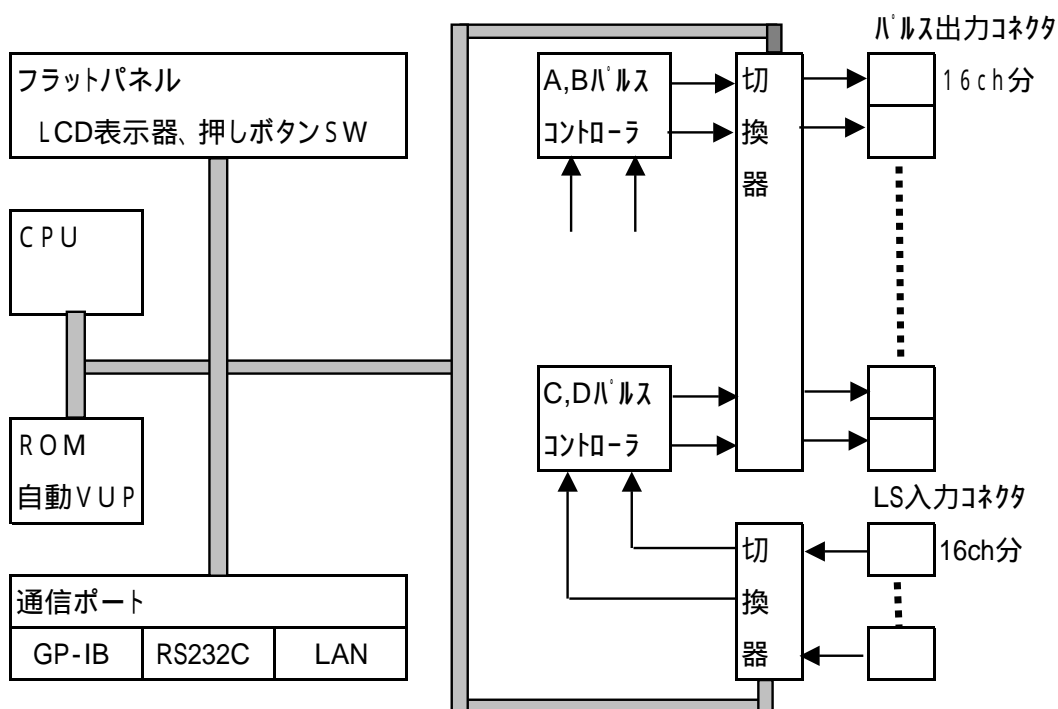 パルス出力コネクタ
16ch分
フラットパネル
LCD表示器、押しボタンSW
CPU
ROM
自動VUP
通信ポート
GP-IB
RS232C
LAN
A,Bパルス
コントローラ
切
換
器
C,Dパルス
コントローラ
LS入力コネクタ
16ch分
切
換
器